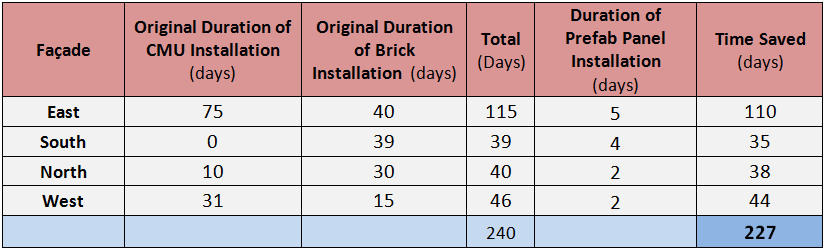 Façade Original Duration of CMU Installation (days) Original Duration of Brick Installation (days) Total (Days) Duration of Prefab Panel Installation (days) Time Saved (days)
East 75 40 115 5 110
South 0 39 39 4 35
North 10 30 40 2 38
West 31 15 46 2 44
240 227